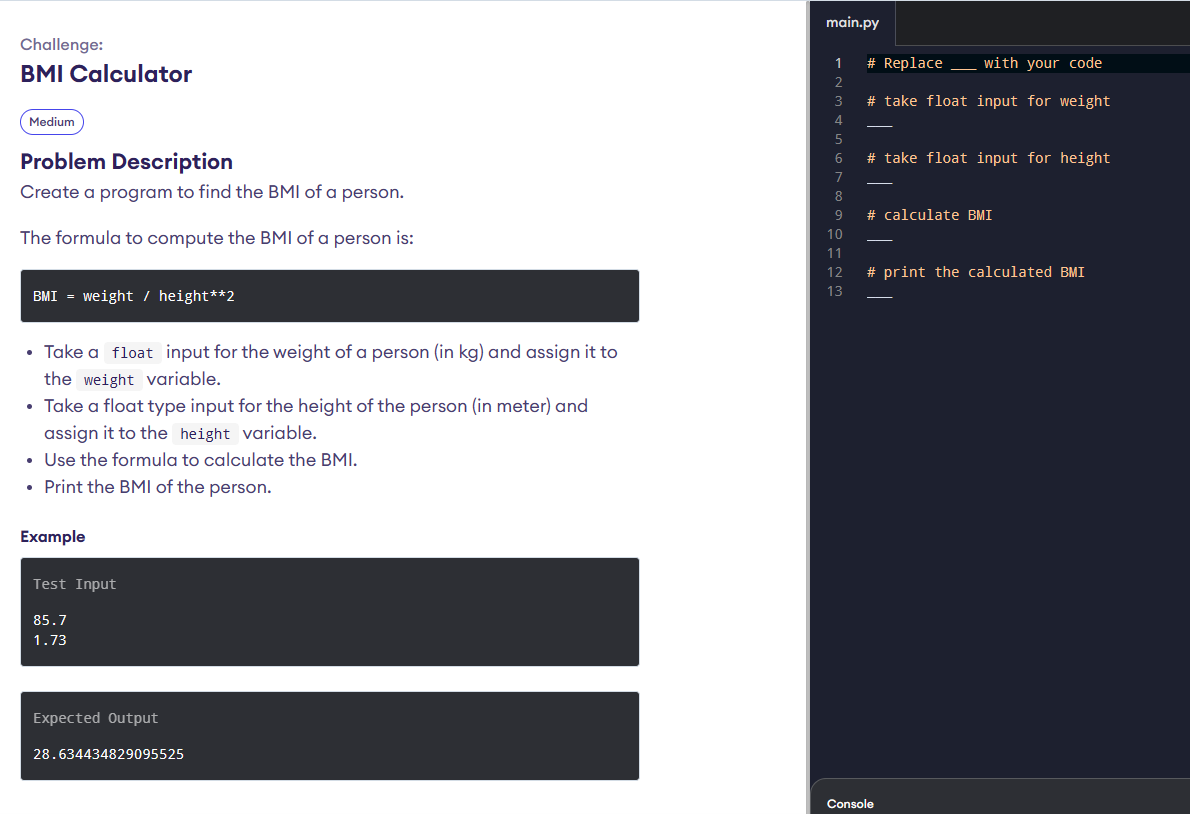 Challenge:
BMI Calculator
Medium
Problem Description
Create a program to find the BMI of a person.
The formula to compute the BMI of a person is:
BMI = weight / height**2
• Take a float input for the weight of a person (in kg) and assign it to
the weight variable.
• Take a float type input for the height of the person (in meter) and
assign it to the height variable.
• Use the formula to calculate the BMI.
• Print the BMI of the person.
Example
Test Input
85.7
1.73
Expected Output
28.634434829095525
main.py
1 # Replace ___ with your code
2
3 # take float input for weight
4 ___
5
6 # take float input for height
7 ___
8
9 # calculate BMI
10 ___
11
12 # print the calculated BMI
13 ___
Console